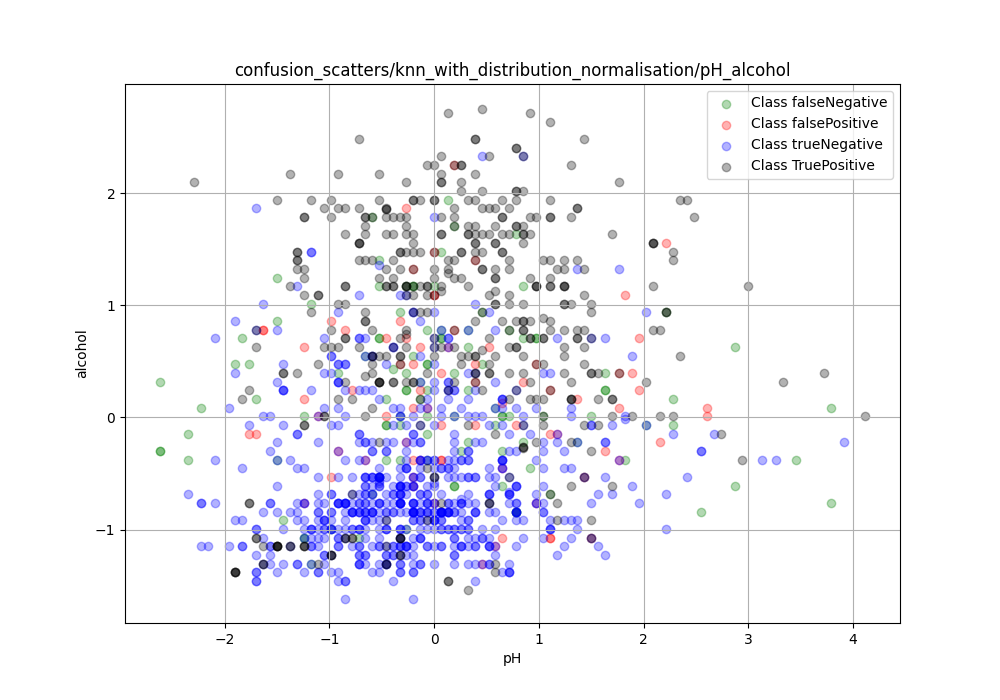 confusion_scatters/knn_with_distribution_normalisation/pH_alcohol
Class falseNegative
Class falsePositive
Class trueNegative
Class TruePositive
2
1
0
−1
alcohol
−2
−1
0
1
2
3
4
pH